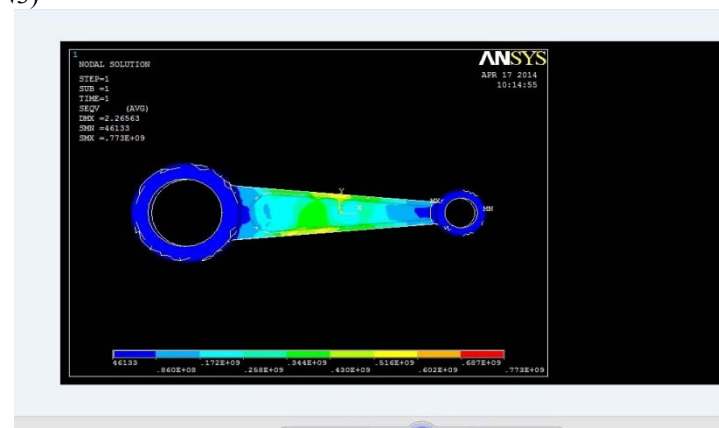 1
NODAL SOLUTION
STEP=1
SUB =1
TIME=1
SEQV (AVG)
DMX =2.26563
SMN =46133
SMX =.773E+09
ANSYS
APR 17 2014
10:14:55
Y
X
MX
MN
46133 .172E+09 .344E+09 .516E+09 .687E+09
.860E+08 .258E+09 .430E+09 .602E+09 .773E+09